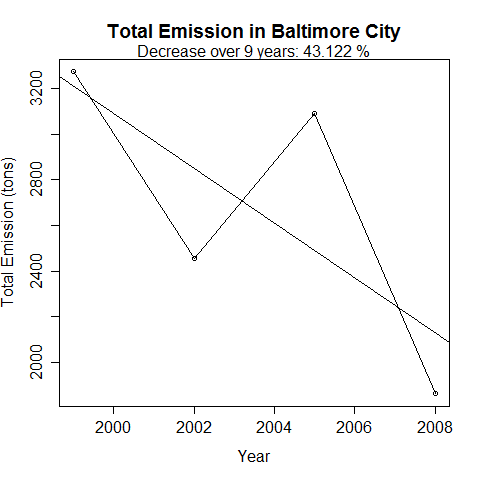 Total Emission in Baltimore City
Decrease over 9 years: 43.122 %
Total Emission (tons)
3200
2800
2400
2000
2000 2002 2004 2006 2008
Year